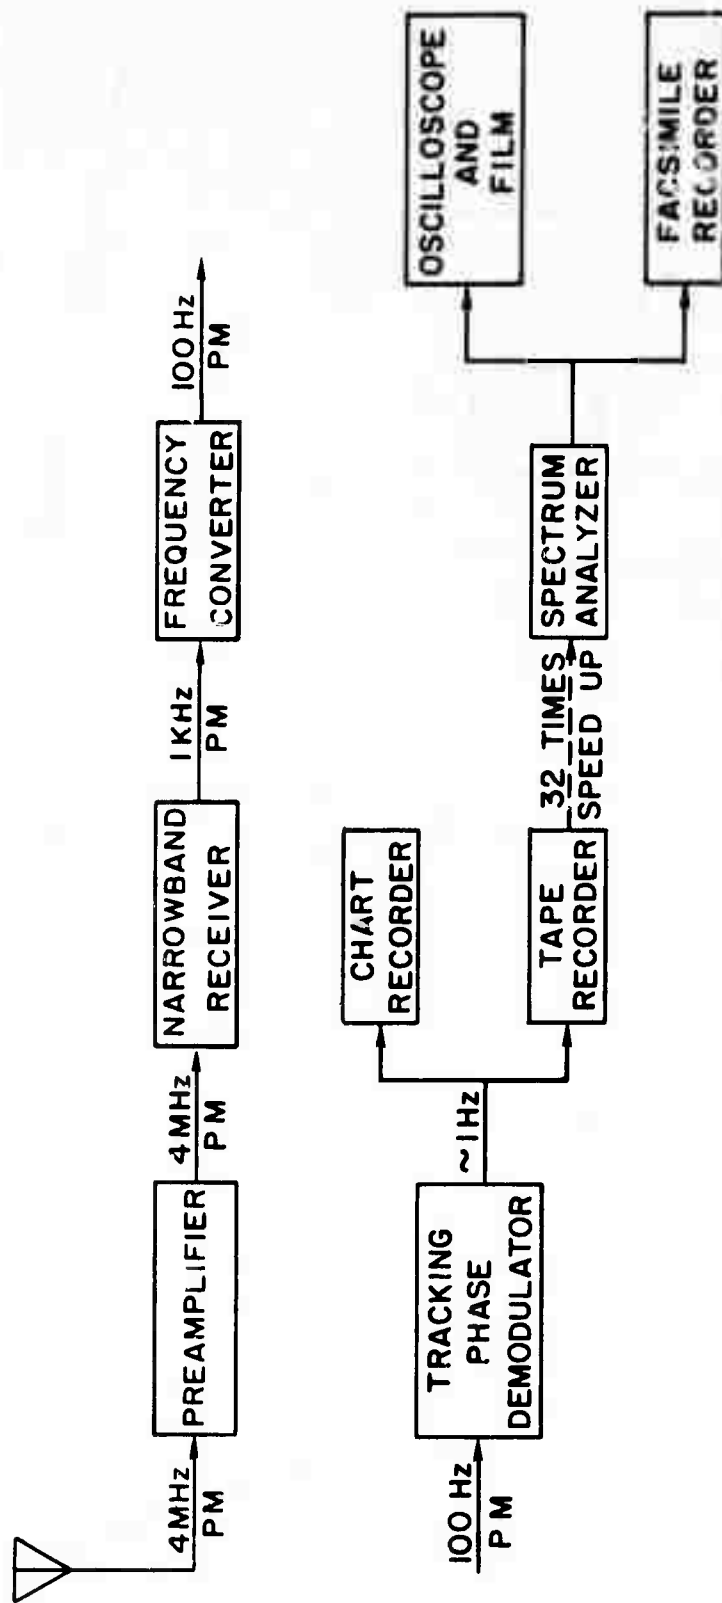 4MHz
PM
PREAMPLIFIER
4MHz
PM
NARROWBAND
RECEIVER
1KHz
PM
FREQUENCY
CONVERTER
100Hz
PM
100 Hz
PM
TRACKING
PHASE
DEMODULATOR
~1Hz
CHART
RECORDER
TAPE
RECORDER
32 TIMES
SPEED UP
SPECTRUM
ANALYZER
OSCILLOSCOPE
AND
FILM
FACSIMILE
RECORDER